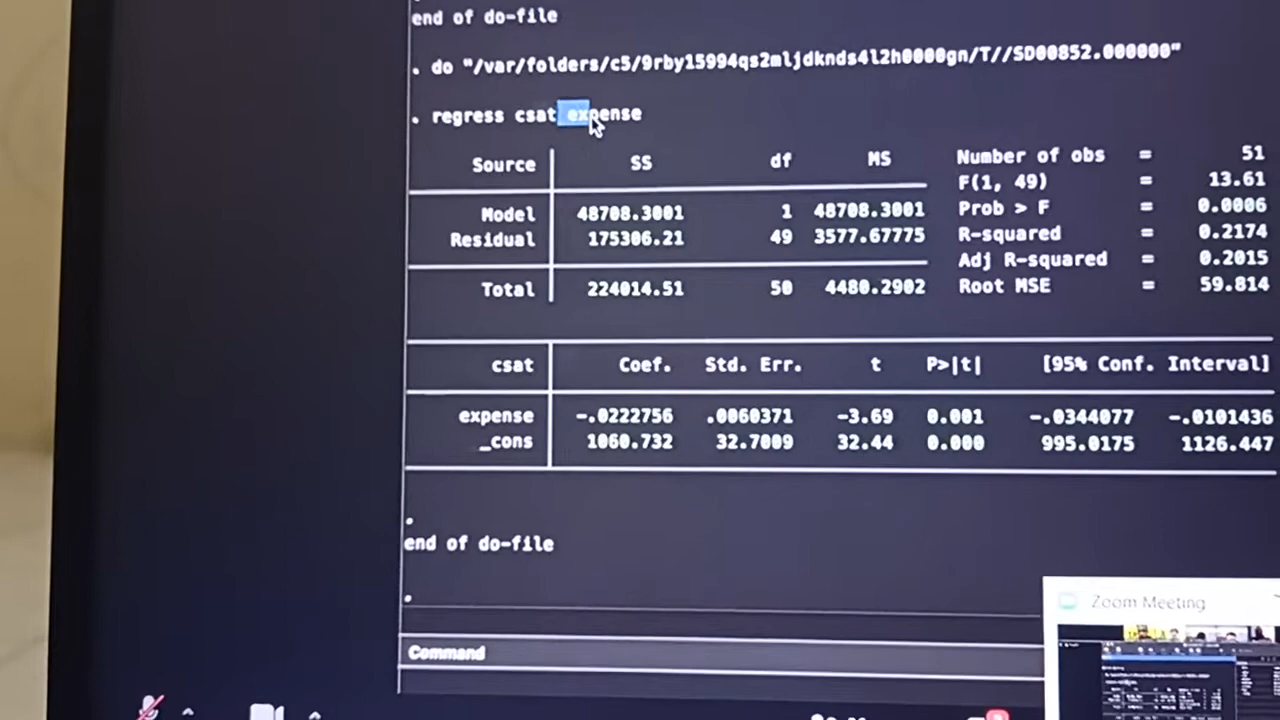 end of do-file
. do "/var/folders/c5/9rby15994qs2mljdknds4l2h0000gn/T//SD00852.000000"
. regress csat expense
Source SS df MS Number of obs = 51
F(1, 49) = 13.61
Model 48708.3001 1 48708.3001 Prob > F = 0.0006
Residual 175306.21 49 3577.67775 R-squared = 0.2174
Adj R-squared = 0.2015
Total 224014.51 50 4480.2902 Root MSE = 59.814
csat Coef. Std. Err. t P>|t| [95% Conf. Interval]
expense -.0222756 .0060371 -3.69 0.001 -.0344077 -.0101436
_cons 1060.732 32.7009 32.44 0.000 995.0175 1126.447
.
end of do-file
.
Zoom Meeting
Command